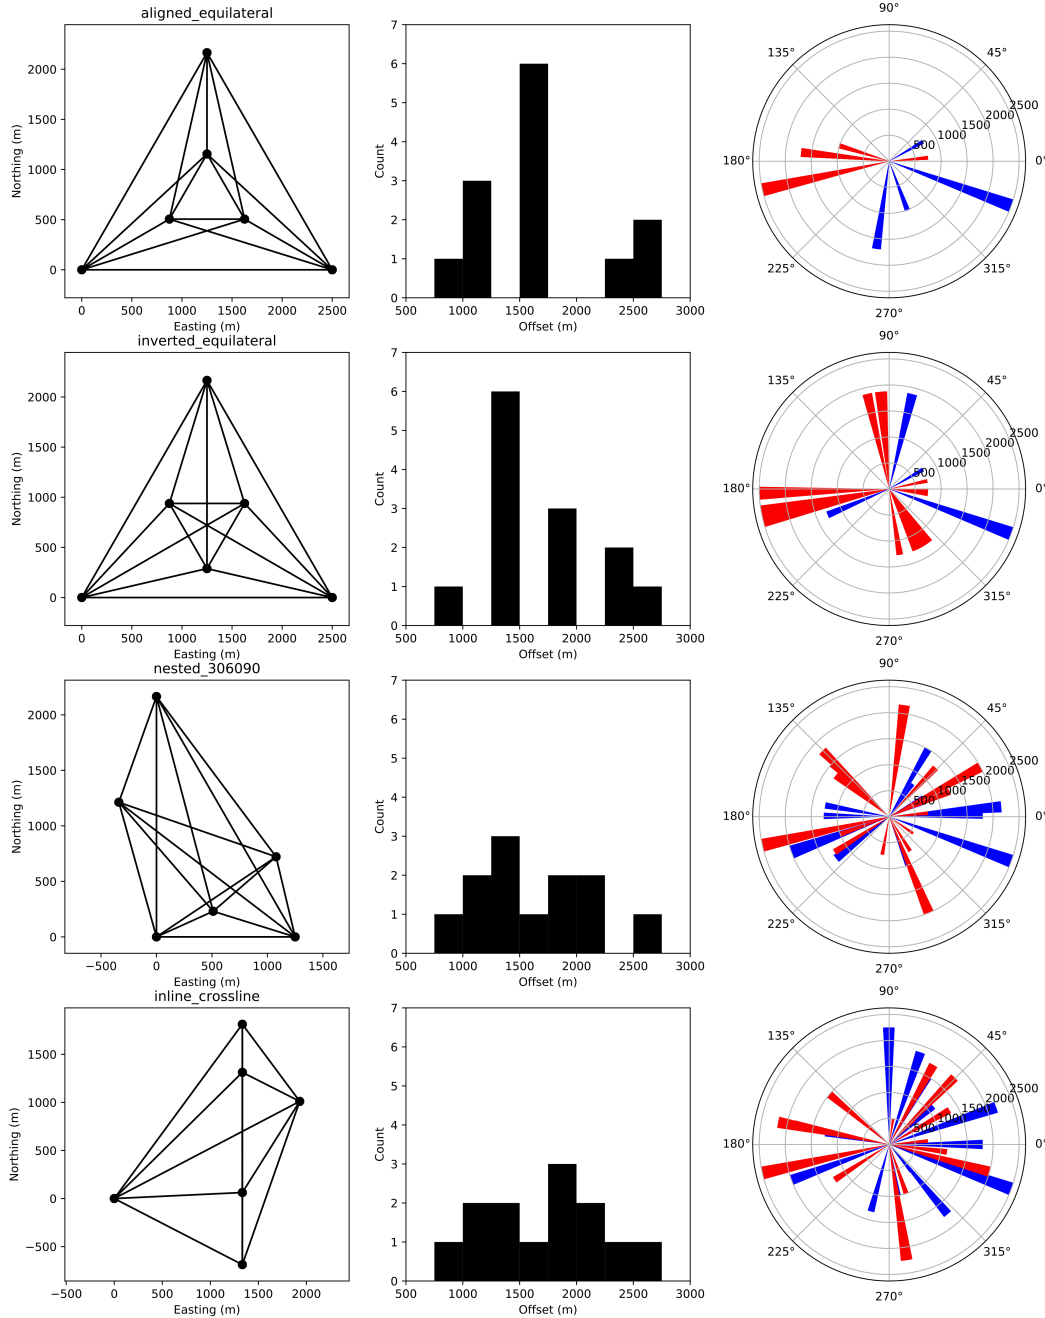 aligned_equilateral
Northing (m)
2000
1500
1000
500
0
0 500 1000 1500 2000 2500
Easting (m)
Count
7
6
5
4
3
2
1
0
500 1000 1500 2000 2500 3000
Offset (m)
90°
135° 45°
180° 0°
500 1000 1500 2000 2500
225° 315°
270°
inverted_equilateral
Northing (m)
2000
1500
1000
500
0
0 500 1000 1500 2000 2500
Easting (m)
Count
7
6
5
4
3
2
1
0
500 1000 1500 2000 2500 3000
Offset (m)
90°
135° 45°
180° 0°
500 1000 1500 2000 2500
225° 315°
270°
nested_306090
Northing (m)
2000
1500
1000
500
0
−500 0 500 1000 1500
Easting (m)
Count
7
6
5
4
3
2
1
0
500 1000 1500 2000 2500 3000
Offset (m)
90°
135° 45°
180° 0°
500 1000 1500 2000 2500
225° 315°
270°
inline_crossline
Northing (m)
1500
1000
500
0
−500
−500 0 500 1000 1500 2000
Easting (m)
Count
7
6
5
4
3
2
1
0
500 1000 1500 2000 2500 3000
Offset (m)
90°
135° 45°
180° 0°
500 1000 1500 2000 2500
225° 315°
270°